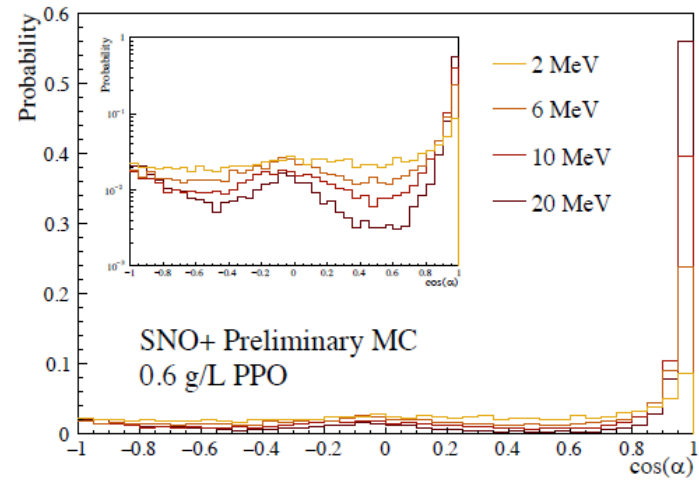 Probability
0.6
0.5
0.4
0.3
0.2
0.1
0
−1 −0.8 −0.6 −0.4 −0.2 0 0.2 0.4 0.6 0.8 1
cos(α)
Probability
1
10⁻¹
10⁻²
10⁻³
−1 −0.8 −0.6 −0.4 −0.2 0 0.2 0.4 0.6 0.8 1
cos(α)
2 MeV
6 MeV
10 MeV
20 MeV
SNO+ Preliminary MC
0.6 g/L PPO